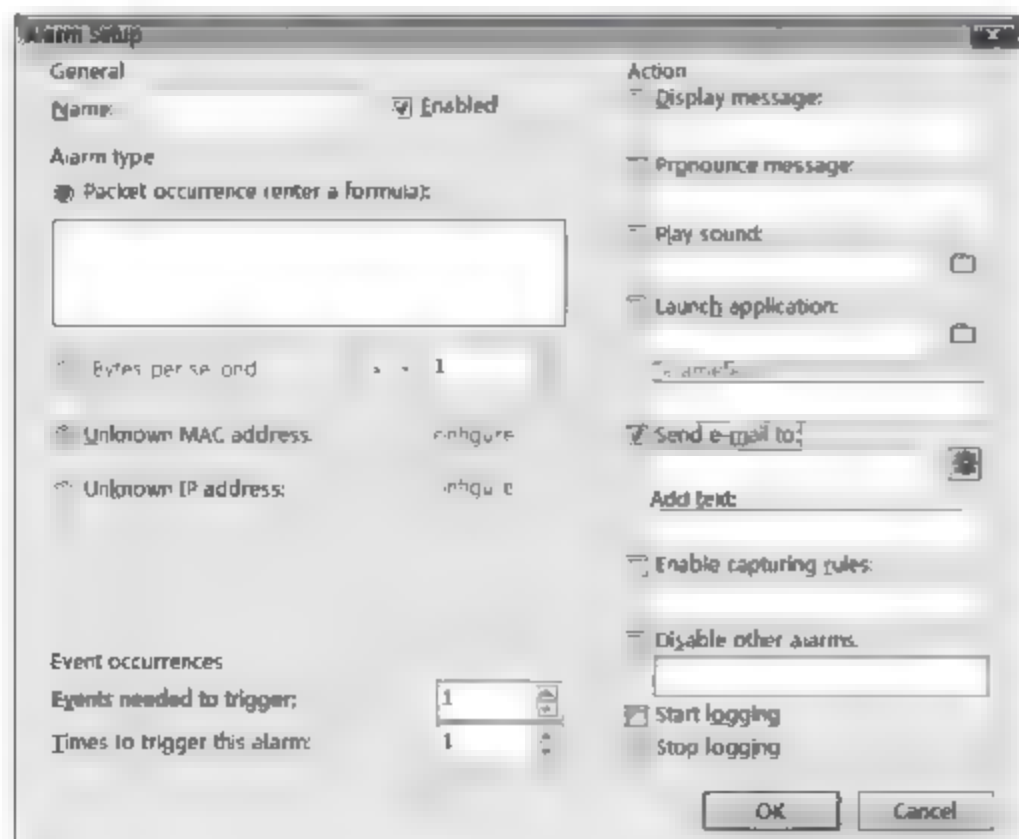 Alarm Setup
General
Name:
Enabled
Alarm type
Packet occurrence (enter a formula):
Bytes per second
1
Unknown MAC address:
Configure
Unknown IP address:
Configure
Event occurrences
Events needed to trigger:
1
Times to trigger this alarm:
1
Action
Display message:
Pronounce message:
Play sound:
Launch application:
Send e-mail to:
Add text:
Enable capturing rules:
Disable other alarms:
Start logging
Stop logging
OK
Cancel